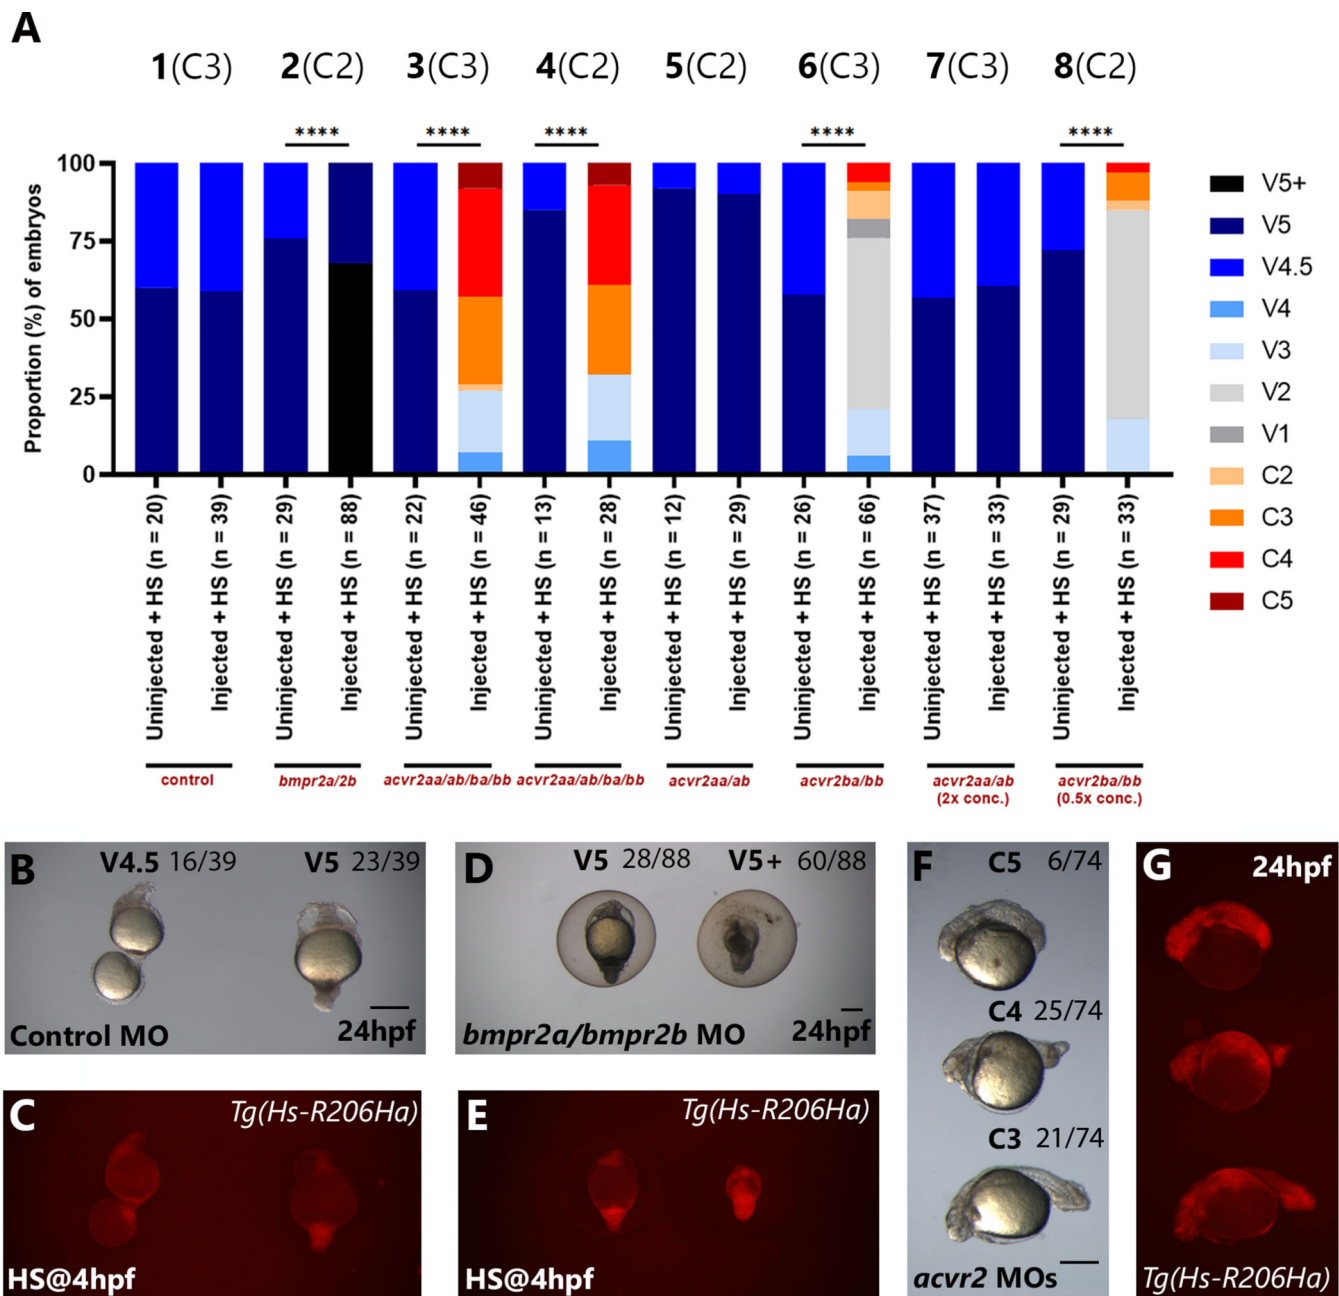 A
1(C3) 2(C2) 3(C3) 4(C2) 5(C2) 6(C3) 7(C3) 8(C2)
**** **** **** **** ****
Proportion (%) of embryos
100
75
50
25
0
V5+
V5
V4.5
V4
V3
V2
V1
C2
C3
C4
C5
Uninjected + HS (n = 20)
Injected + HS (n = 39)
Uninjected + HS (n = 29)
Injected + HS (n = 88)
Uninjected + HS (n = 22)
Injected + HS (n = 46)
Uninjected + HS (n = 13)
Injected + HS (n = 28)
Uninjected + HS (n = 12)
Injected + HS (n = 29)
Uninjected + HS (n = 26)
Injected + HS (n = 66)
Uninjected + HS (n = 37)
Injected + HS (n = 33)
Uninjected + HS (n = 29)
Injected + HS (n = 33)
control
bmpr2a/2b
acvr2aa/ab/ba/bb
acvr2aa/ab/ba/bb
acvr2aa/ab
acvr2ba/bb
acvr2aa/ab
(2x conc.)
acvr2ba/bb
(0.5x conc.)
B
V4.5 16/39
V5 23/39
Control MO
24hpf
C
Tg(Hs-R206Ha)
HS@4hpf
D
V5 28/88
V5+ 60/88
bmpr2a/bmpr2b MO
24hpf
E
Tg(Hs-R206Ha)
HS@4hpf
F
C5 6/74
C4 25/74
C3 21/74
acvr2 MOs
G
24hpf
Tg(Hs-R206Ha)